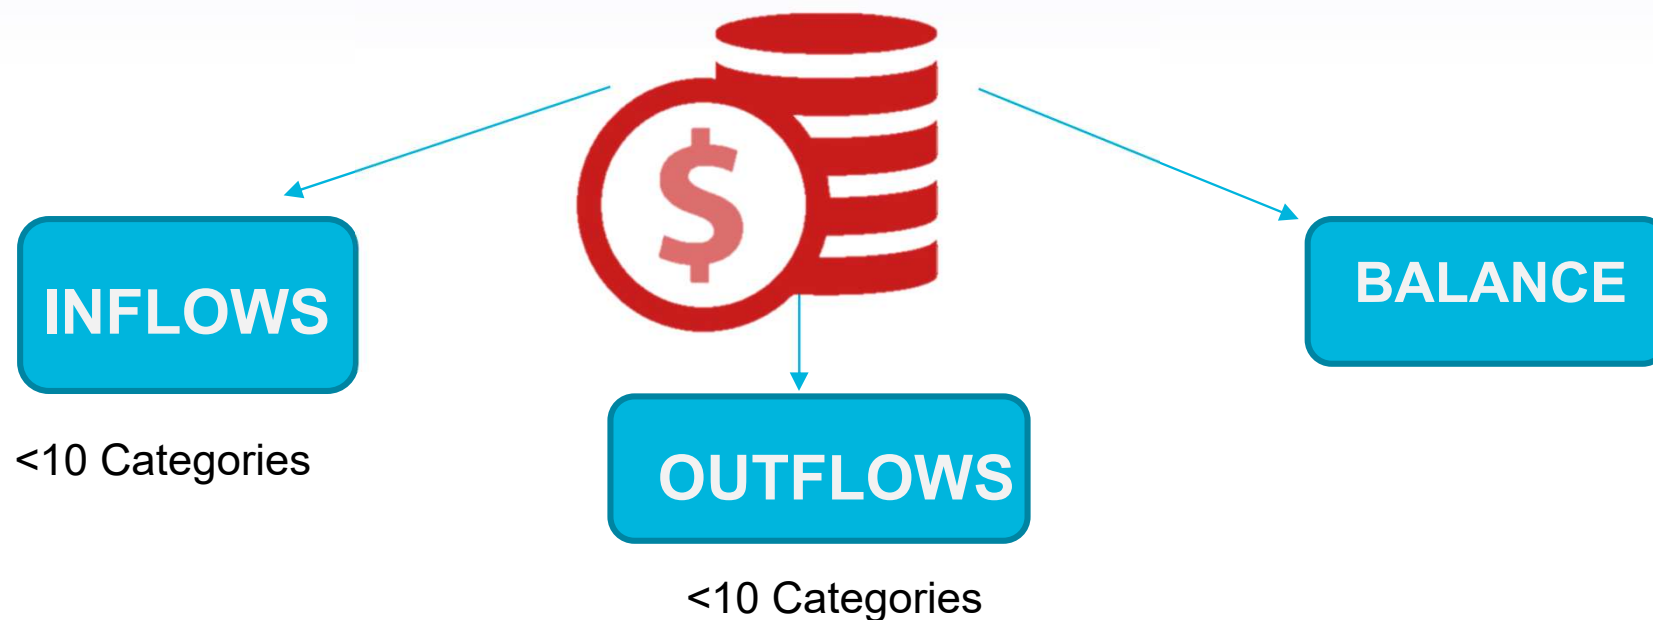 $
INFLOWS
BALANCE
<10 Categories
OUTFLOWS
<10 Categories